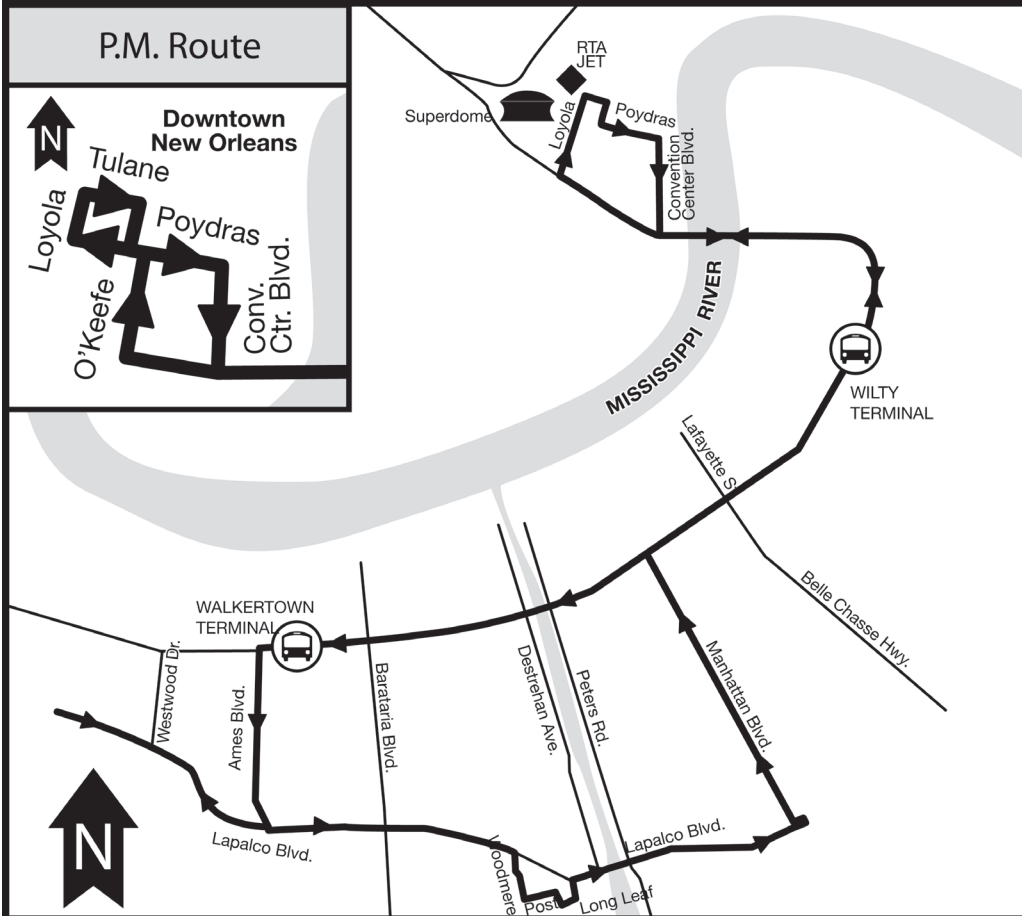 P.M. Route
N
Downtown
New Orleans
Tulane
Loyola
Poydras
O'Keefe
Conv.
Ctr. Blvd.
RTA
JET
Superdome
Loyola
Poydras
Convention
Center Blvd.
MISSISSIPPI RIVER
WILTY
TERMINAL
Lafayette S
Belle Chasse Hwy.
WALKERTOWN
TERMINAL
Westwood Dr.
Ames Blvd.
Barataria Blvd.
Destrehan Ave.
Peters Rd.
Manhattan Blvd.
N
Lapalco Blvd.
Woodmere
Post
Long Leaf
Lapalco Blvd.